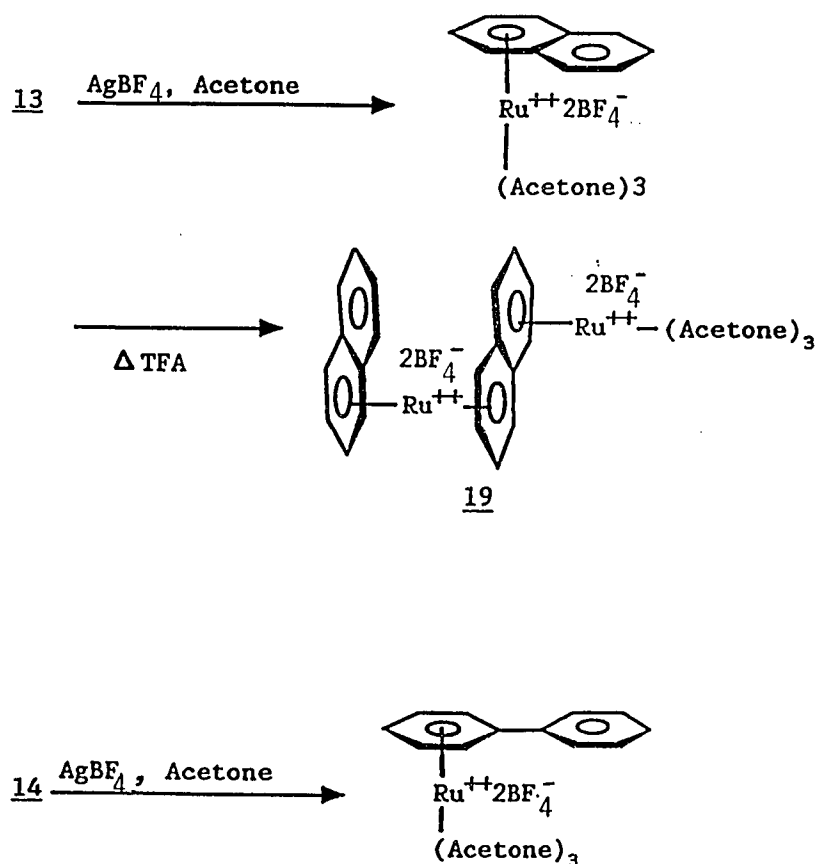 13 AgBF4, Acetone
Ru++ 2BF4-
(Acetone)3
Δ TFA
2BF4-
Ru++
2BF4-
Ru++ (Acetone)3
19
14 AgBF4, Acetone
Ru++ 2BF4-
(Acetone)3